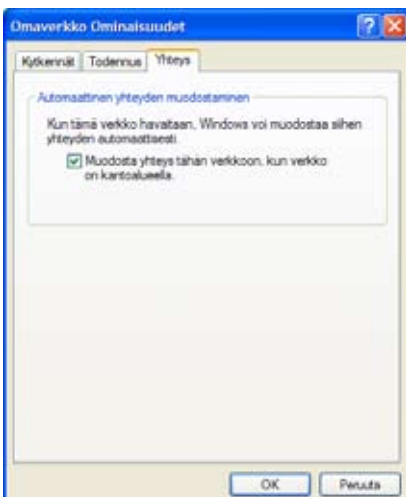 Omaverkko Ominaisuudet
Kytkennät Todennus Yhteys
Automaattinen yhteyden muodostaminen
Kun tämä verkko havaitaan, Windows voi muodostaa siihen
yhteyden automaattisesti.
Muodosta yhteys tähän verkkoon, kun verkko
on kantoalueella.
OK Peruuta